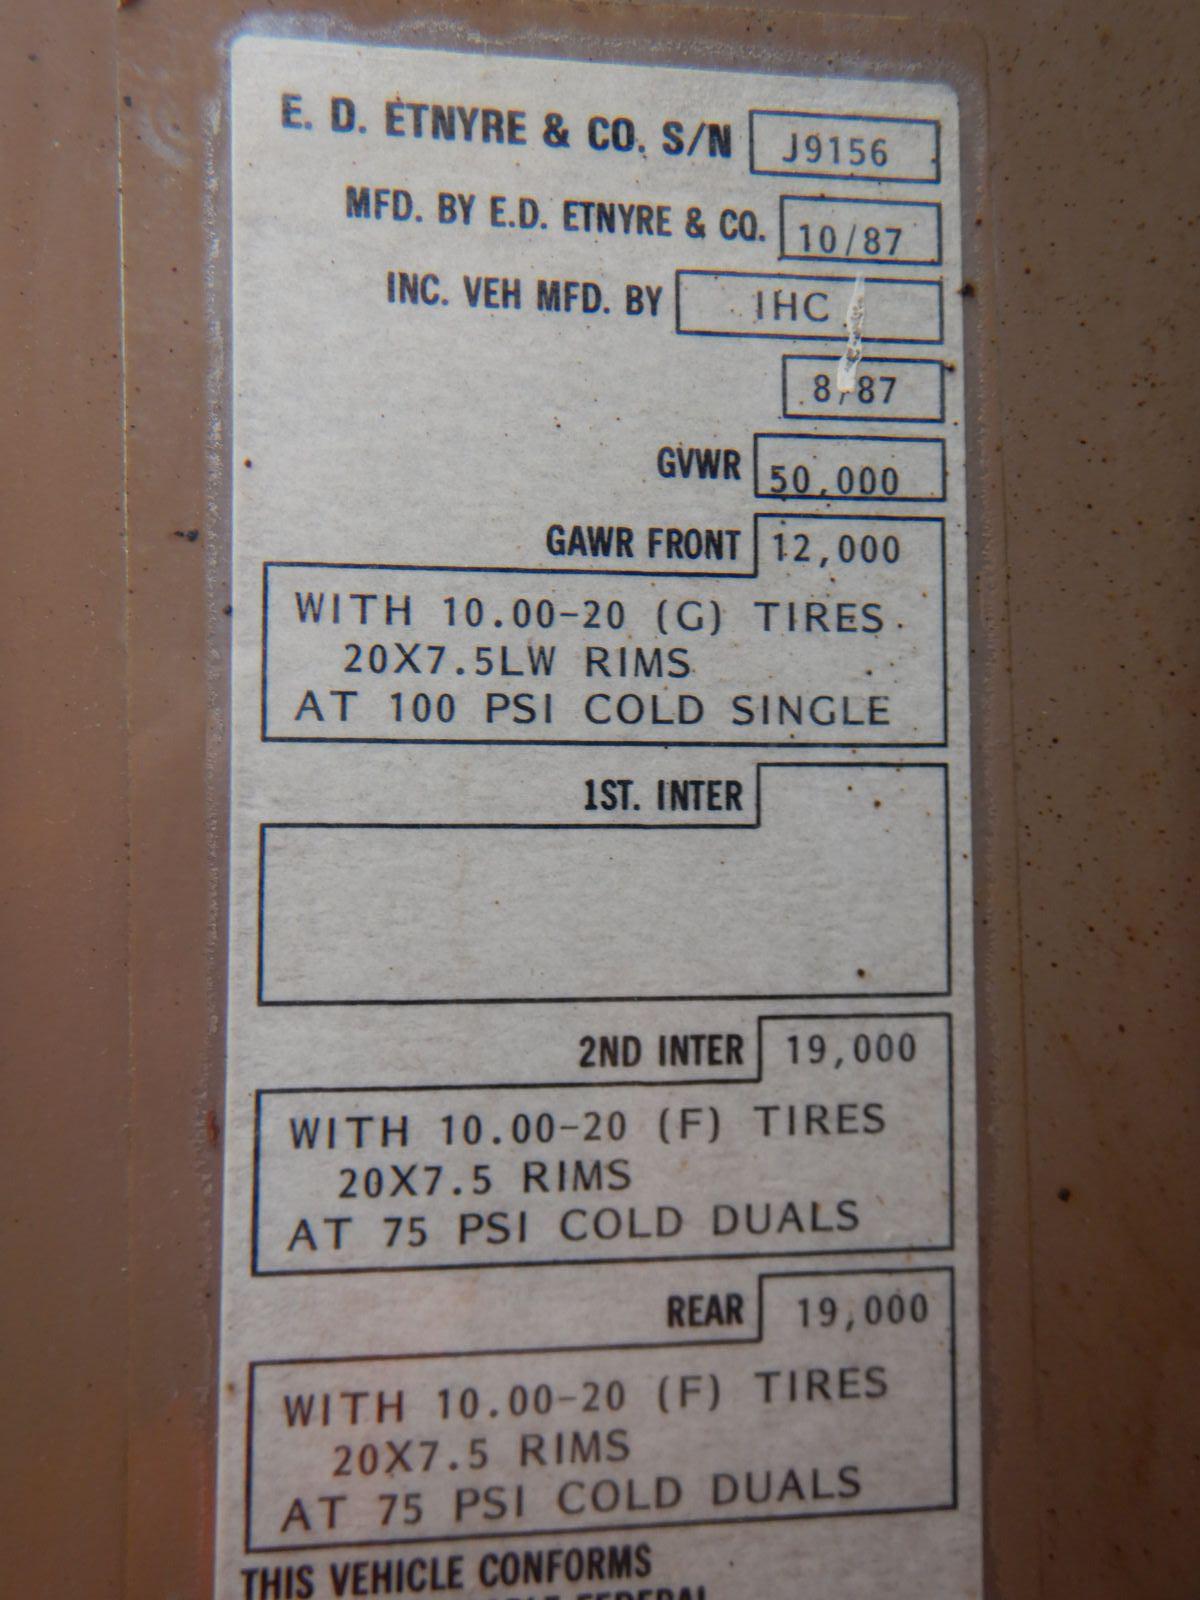 E. D. ETNYRE & CO. S/N J9156
MFD. BY E.D. ETNYRE & CO. 10/87
INC. VEH MFD. BY IHC
8/87
GVWR 50,000
GAWR FRONT 12,000
WITH 10.00-20 (G) TIRES
20X7.5LW RIMS
AT 100 PSI COLD SINGLE
1ST. INTER
2ND INTER 19,000
WITH 10.00-20 (F) TIRES
20X7.5 RIMS
AT 75 PSI COLD DUALS
REAR 19,000
WITH 10.00-20 (F) TIRES
20X7.5 RIMS
AT 75 PSI COLD DUALS
THIS VEHICLE CONFORMS
FEDERAL